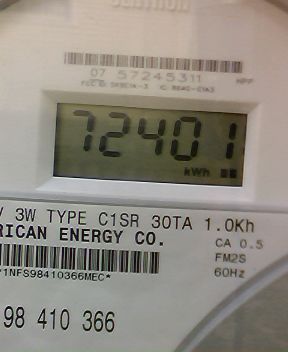 07 57245311
72401
kWh
3W TYPE C1SR 30TA 1.0Kh
RICAN ENERGY CO.
CA 0.5
FM2S
60Hz
1NFS98410366MEC*
98 410 366